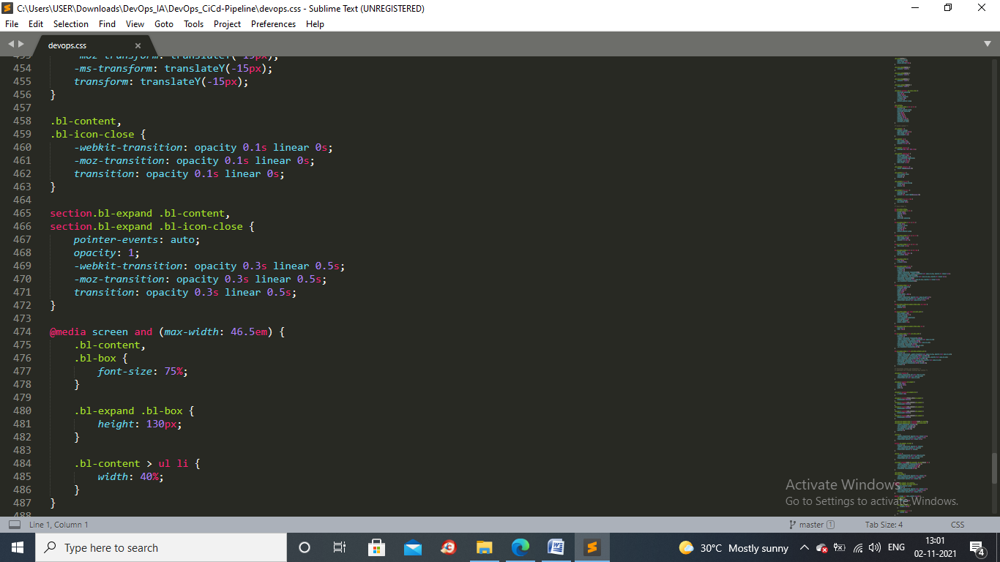 C:\Users\USER\Downloads\DevOps_IA\DevOps_CiCd-Pipeline\devops.css - Sublime Text (UNREGISTERED)
File Edit Selection Find View Goto Tools Project Preferences Help
devops.css
453 -moz-transform: translateY(-15px);
454 -ms-transform: translateY(-15px);
455 transform: translateY(-15px);
456 }
457
458 .bl-content,
459 .bl-icon-close {
460 -webkit-transition: opacity 0.1s linear 0s;
461 -moz-transition: opacity 0.1s linear 0s;
462 transition: opacity 0.1s linear 0s;
463 }
464
465 section.bl-expand .bl-content,
466 section.bl-expand .bl-icon-close {
467 pointer-events: auto;
468 opacity: 1;
469 -webkit-transition: opacity 0.3s linear 0.5s;
470 -moz-transition: opacity 0.3s linear 0.5s;
471 transition: opacity 0.3s linear 0.5s;
472 }
473
474 @media screen and (max-width: 46.5em) {
475 .bl-content,
476 .bl-box {
477 font-size: 75%;
478 }
479
480 .bl-expand .bl-box {
481 height: 130px;
482 }
483
484 .bl-content > ul li {
485 width: 40%;
486 }
487 }
488
Activate Windows
Go to Settings to activate Windows.
Line 1, Column 1 master 1 Tab Size: 4 CSS
Type here to search 30°C Mostly sunny ENG 13:01
02-11-2021 4